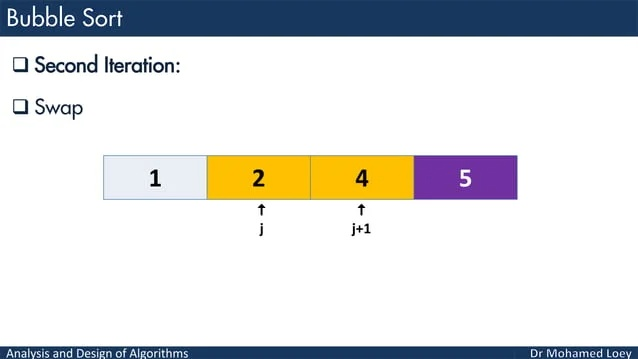 Bubble Sort
Second Iteration:
Swap
1 2 4 5
j j+1
Analysis and Design of Algorithms Dr Mohamed Loey